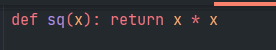 def sq(x): return x * x